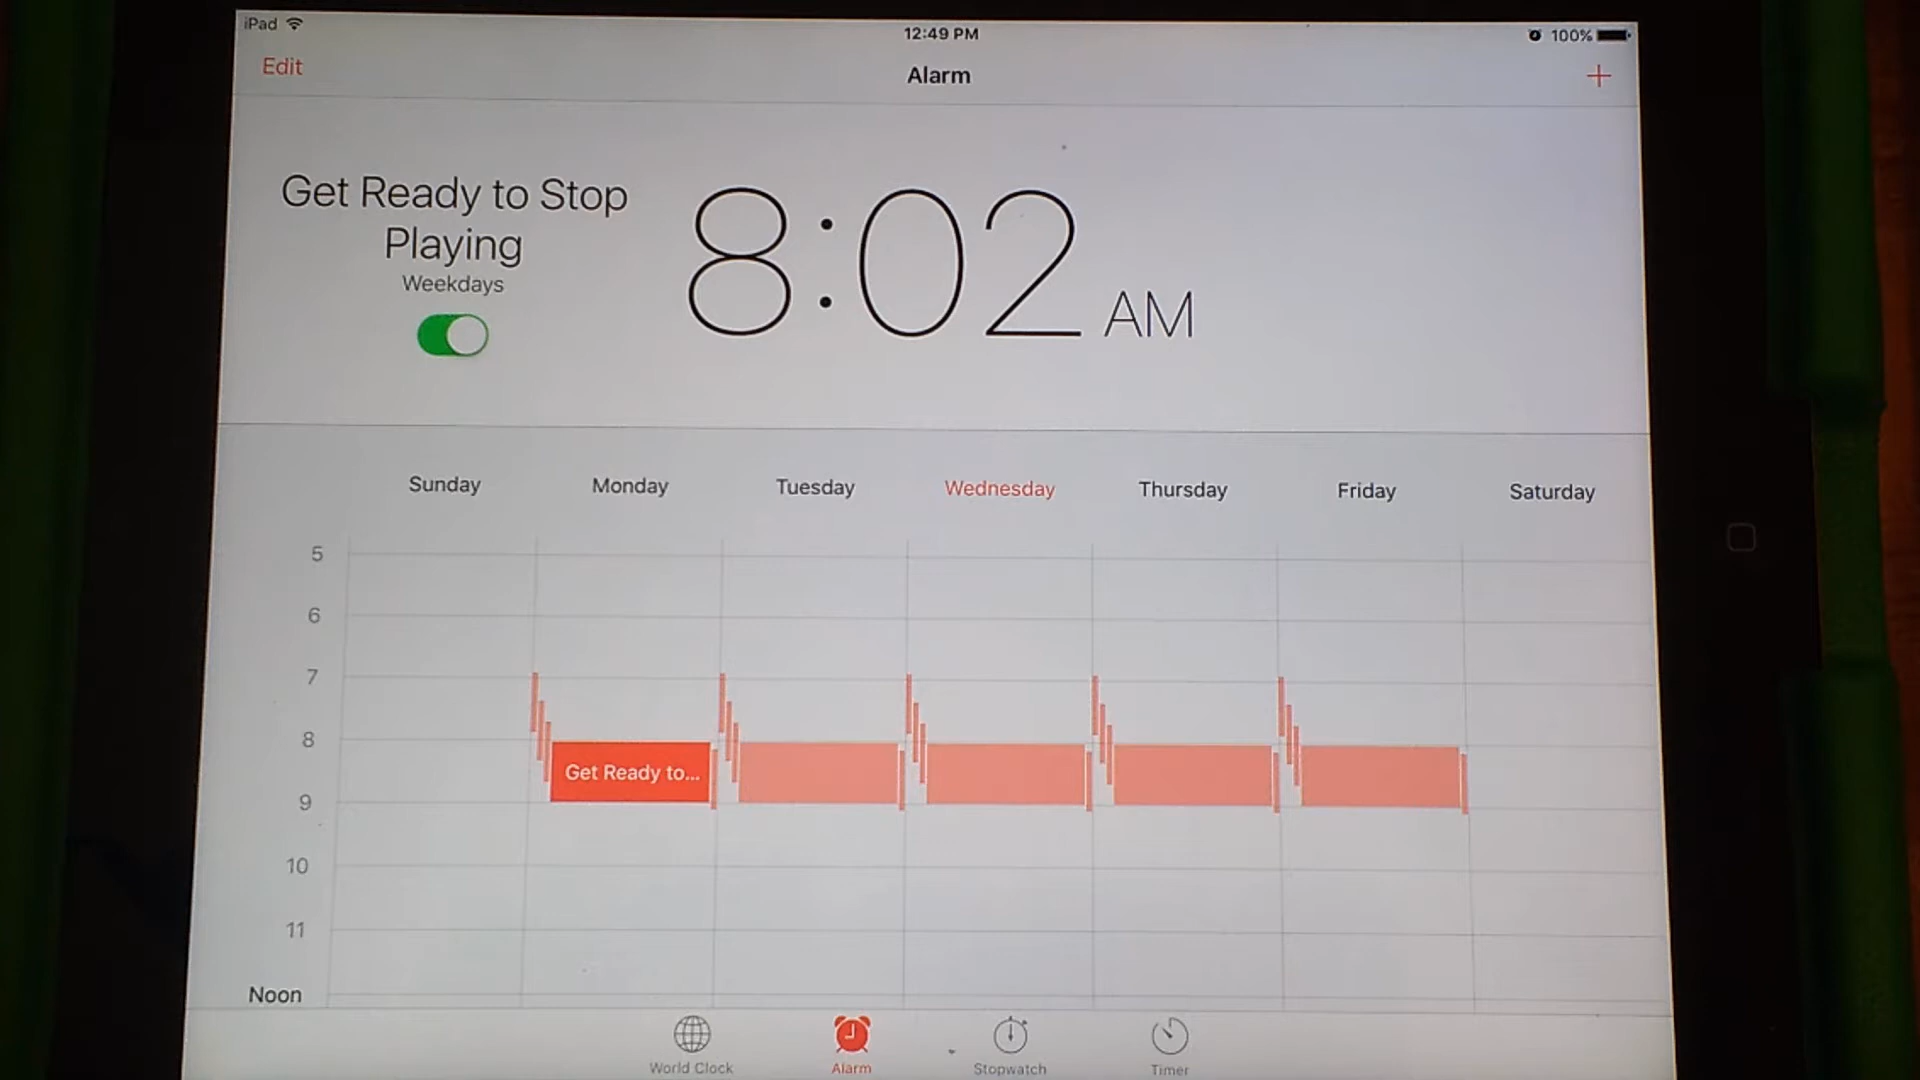 iPad
12:49 PM
100%
Edit
Alarm
Get Ready to Stop
Playing
Weekdays
8:02 AM
Sunday Monday Tuesday Wednesday Thursday Friday Saturday
5
6
7
8
Get Ready to...
9
10
11
Noon
World Clock Alarm Stopwatch Timer